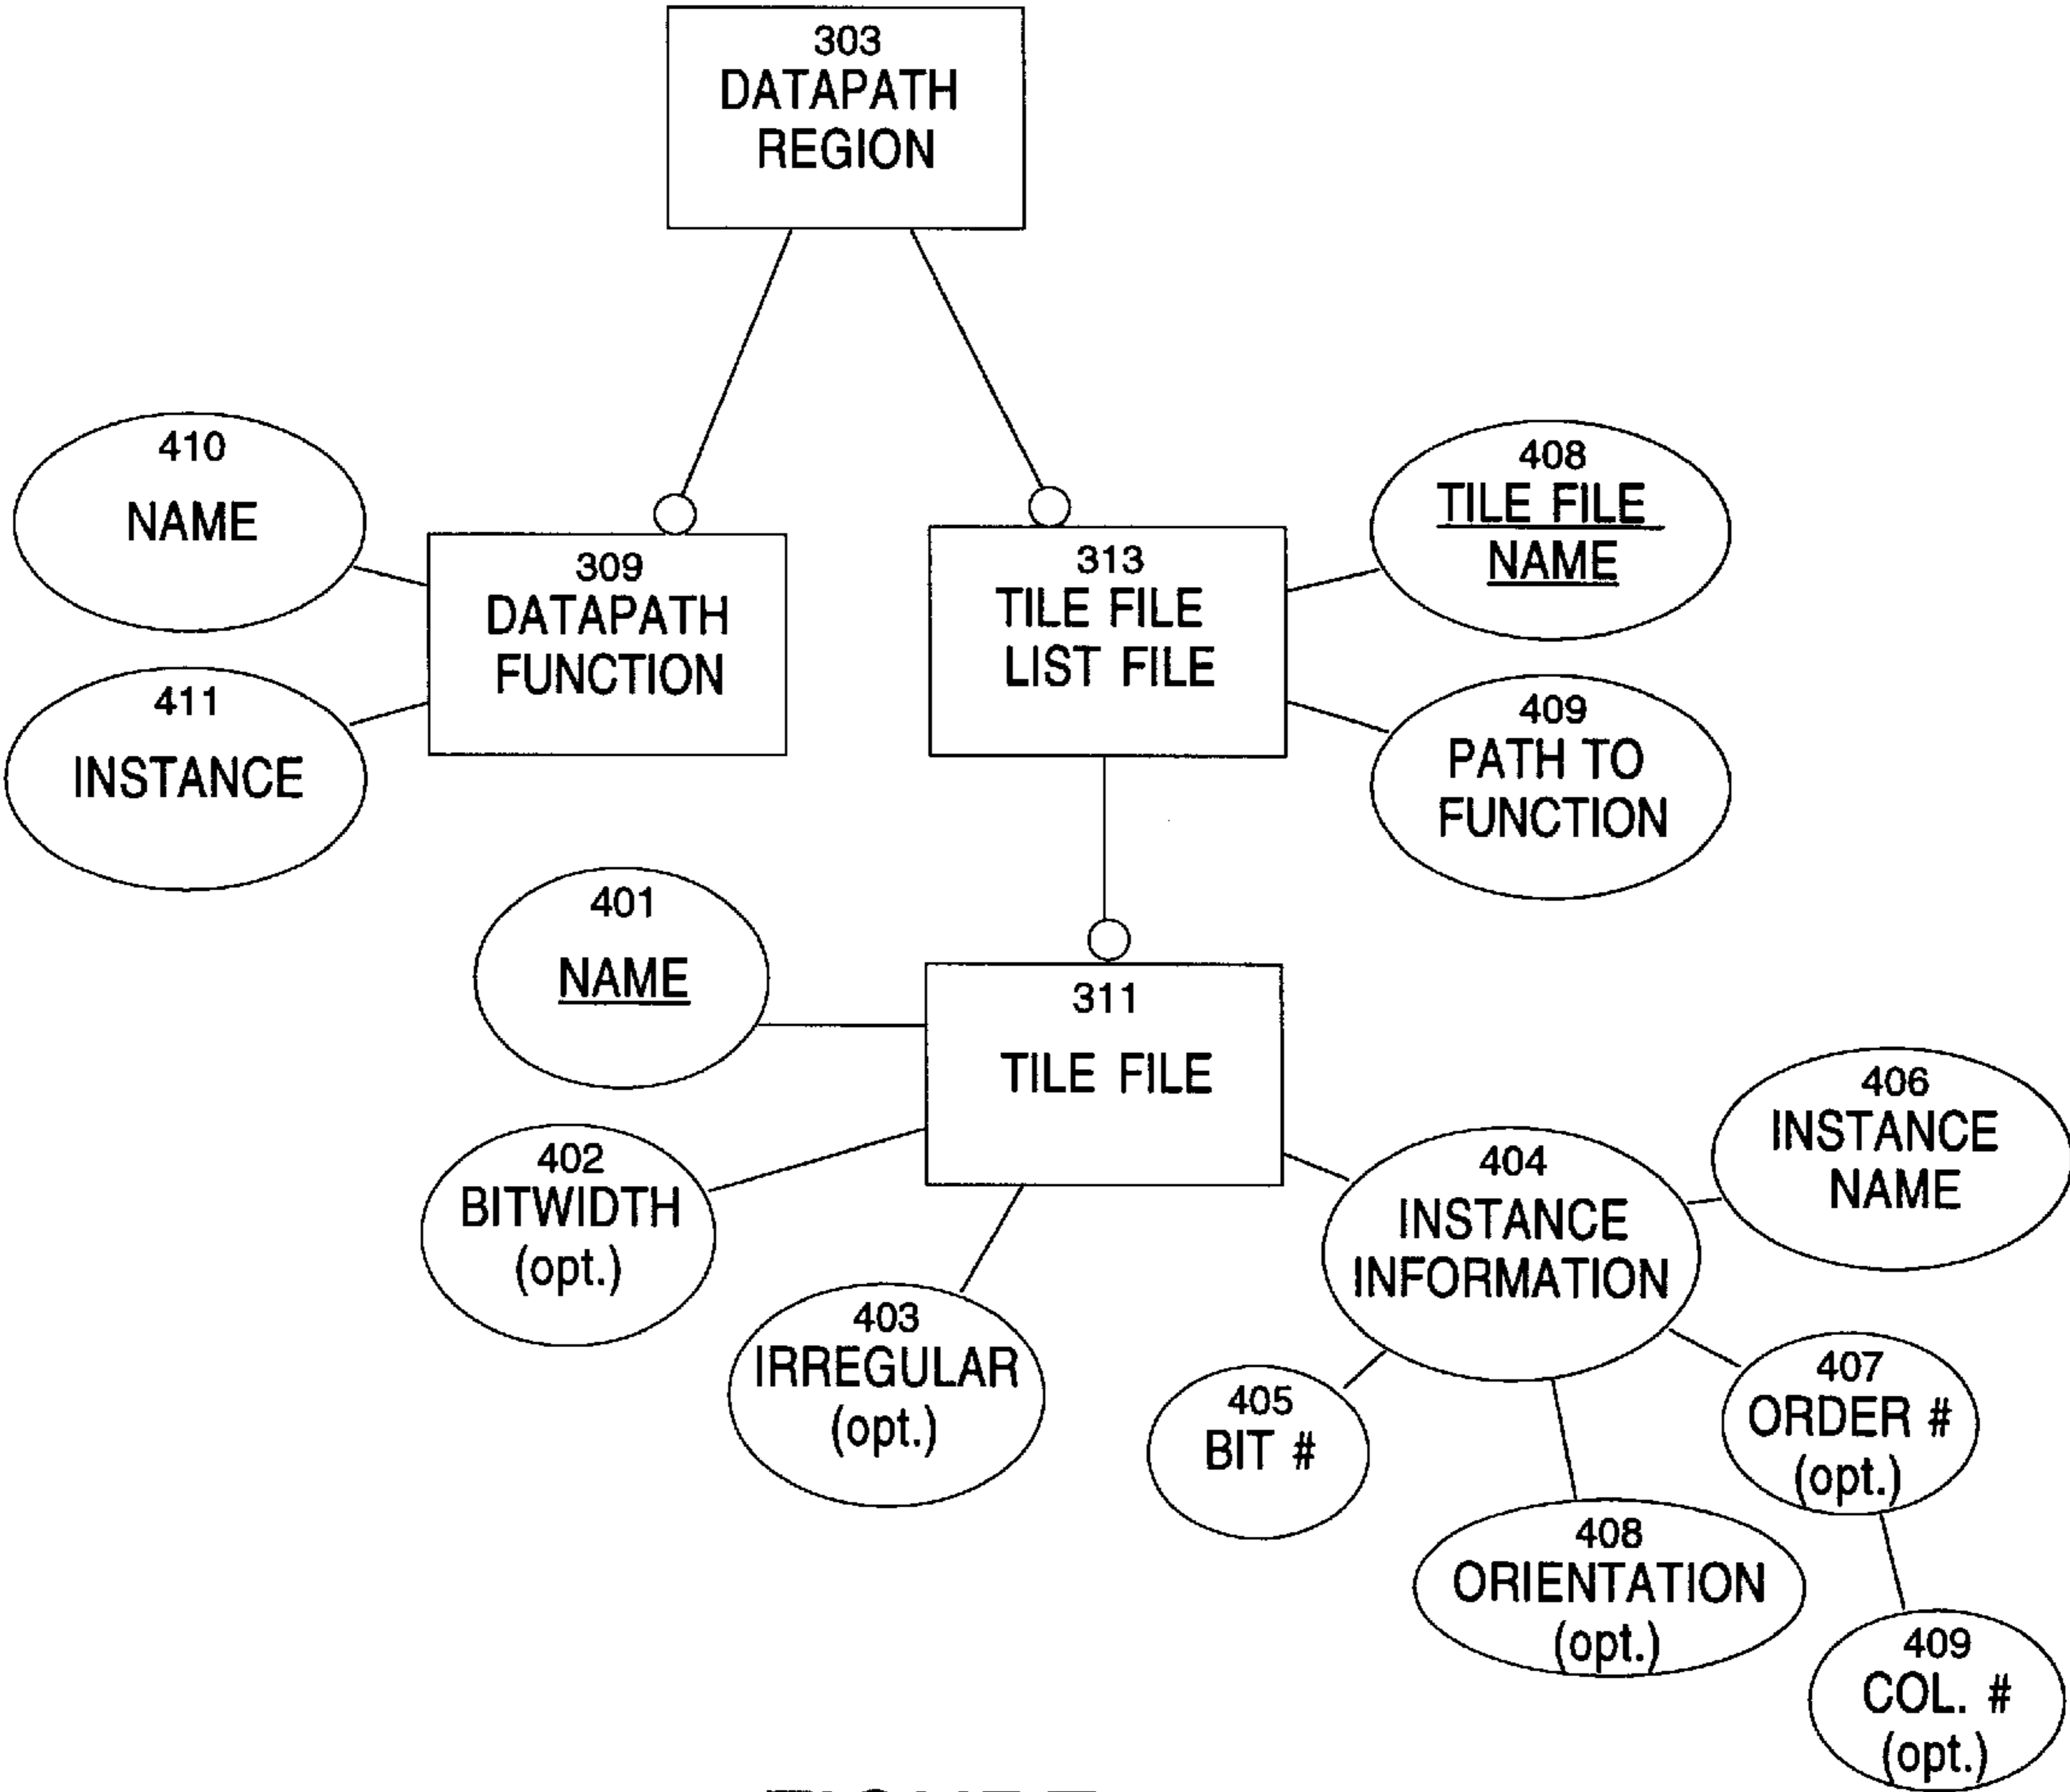 303
DATAPATH
REGION
410
NAME
309
DATAPATH
FUNCTION
313
TILE FILE
LIST FILE
408
TILE FILE
NAME
411
INSTANCE
409
PATH TO
FUNCTION
401
NAME
311
TILE FILE
402
BITWIDTH
(opt.)
403
IRREGULAR
(opt.)
404
INSTANCE
INFORMATION
406
INSTANCE
NAME
405
BIT #
407
ORDER #
(opt.)
408
ORIENTATION
(opt.)
409
COL. #
(opt.)